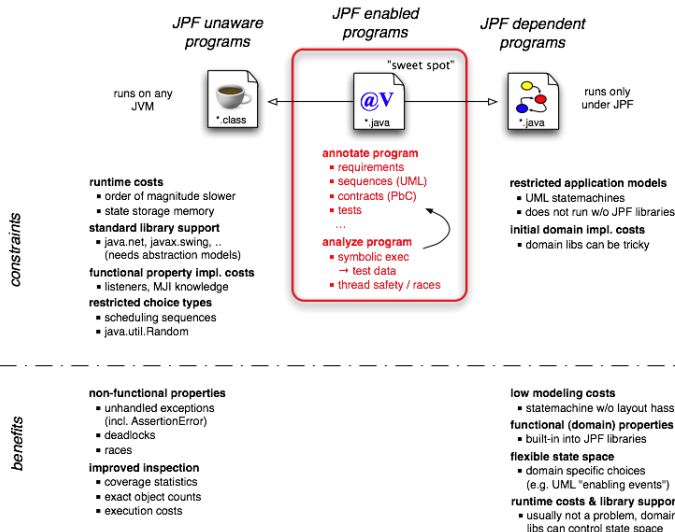 JPF unaware programs
JPF enabled programs
JPF dependent programs
"sweet spot"
runs on any JVM
*.class
@V
*.java
*.java
runs only under JPF
constraints
runtime costs
▪ order of magnitude slower
▪ state storage memory
standard library support
▪ java.net, javax.swing, ..
(needs abstraction models)
functional property impl. costs
▪ listeners, MJI knowledge
restricted choice types
▪ scheduling sequences
▪ java.util.Random
annotate program
▪ requirements
▪ sequences (UML)
▪ contracts (PbC)
▪ tests
...
analyze program
▪ symbolic exec
→ test data
▪ thread safety / races
restricted application models
▪ UML statemachines
▪ does not run w/o JPF libraries
initial domain impl. costs
▪ domain libs can be tricky
benefits
non-functional properties
▪ unhandled exceptions
(incl. AssertionError)
▪ deadlocks
▪ races
improved inspection
▪ coverage statistics
▪ exact object counts
▪ execution costs
low modeling costs
▪ statemachine w/o layout hass
functional (domain) properties
▪ built-in into JPF libraries
flexible state space
▪ domain specific choices
(e.g. UML "enabling events")
runtime costs & library suppor
▪ usually not a problem, domain
libs can control state space